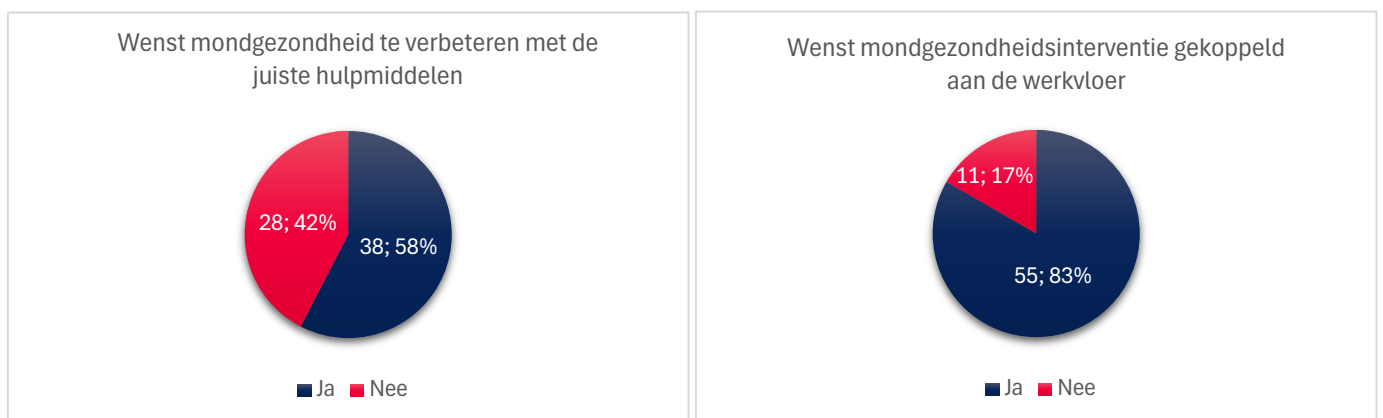 Wenst mondgezondheid te verbeteren met de
juiste hulpmiddelen
28; 42%
38; 58%
Ja Nee
Wenst mondgezondheidsinterventie gekoppeld
aan de werkvloer
11; 17%
55; 83%
Ja Nee